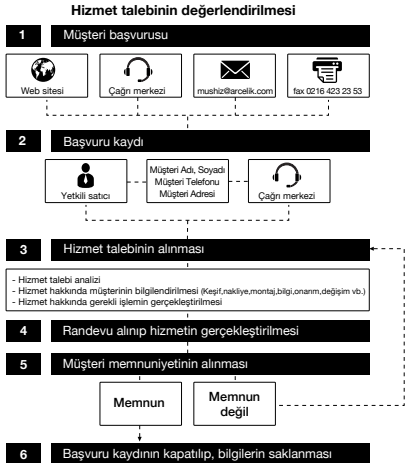 Hizmet talebinin değerlendirilmesi
1 Müşteri başvurusu
Web sitesi
Çağrı merkezi
mushiz@arcelik.com
fax 0216 423 23 53
2 Başvuru kaydı
Yetkili satıcı
Müşteri Adı, Soyadı
Müşteri Telefonu
Müşteri Adresi
Çağrı merkezi
3 Hizmet talebinin alınması
- Hizmet talebi analizi
- Hizmet hakkında müşterinin bilgilendirilmesi (Keşif,nakliye,montaj,bilgi,onarım,değişim vb.)
- Hizmet hakkında gerekli işlemin gerçekleştirilmesi
4 Randevu alınıp hizmetin gerçekleştirilmesi
5 Müşteri memnuniyetinin alınması
Memnun
Memnun
değil
6 Başvuru kaydının kapatılıp, bilgilerin saklanması